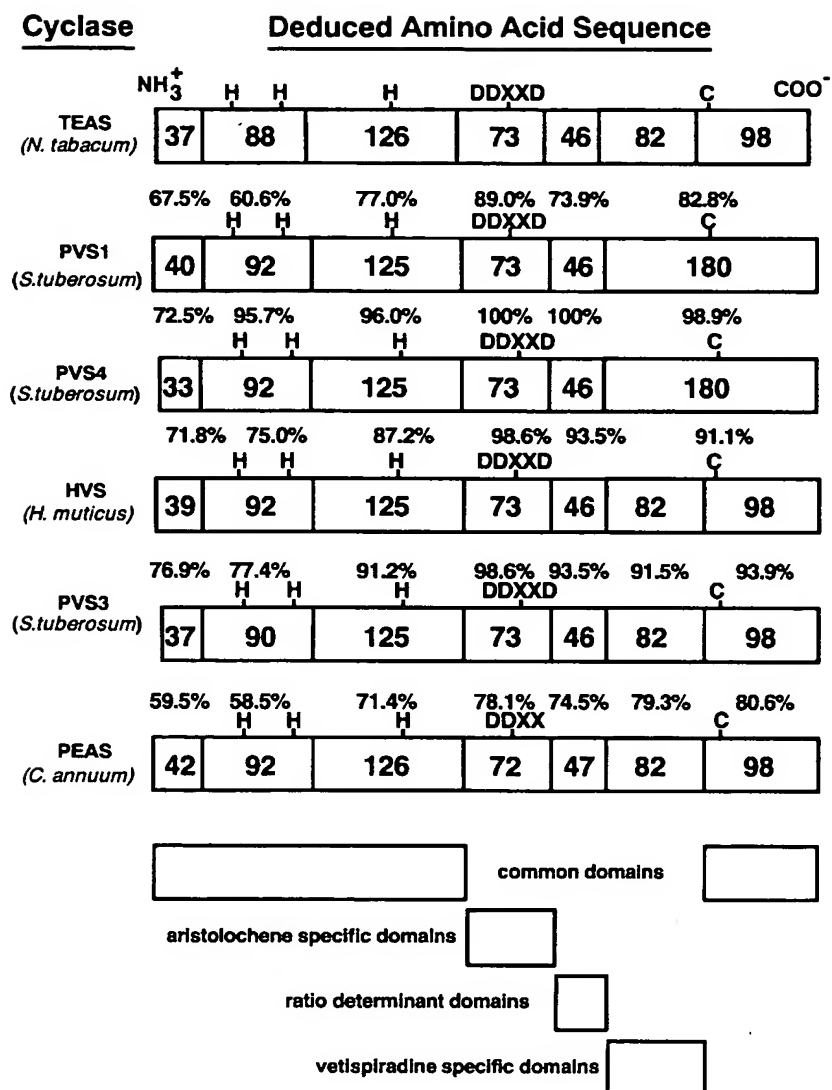 Cyclase Deduced Amino Acid Sequence
NH3+ H H H DDXXD C COO-
TEAS
(N. tabacum)
37 88 126 73 46 82 98
67.5% 60.6% 77.0% 89.0% 73.9% 82.8%
H H H DDXXD C
PVS1
(S.tuberosum)
40 92 125 73 46 180
72.5% 95.7% 96.0% 100% 100% 98.9%
H H H DDXXD C
PVS4
(S.tuberosum)
33 92 125 73 46 180
71.8% 75.0% 87.2% 98.6% 93.5% 91.1%
H H H DDXXD C
HVS
(H. muticus)
39 92 125 73 46 82 98
76.9% 77.4% 91.2% 98.6% 93.5% 91.5% 93.9%
H H H DDXXD C
PVS3
(S.tuberosum)
37 90 125 73 46 82 98
59.5% 58.5% 71.4% 78.1% 74.5% 79.3% 80.6%
H H H DDXX C
PEAS
(C. annuum)
42 92 126 72 47 82 98
common domains
aristolochene specific domains
ratio determinant domains
vetispiradine specific domains